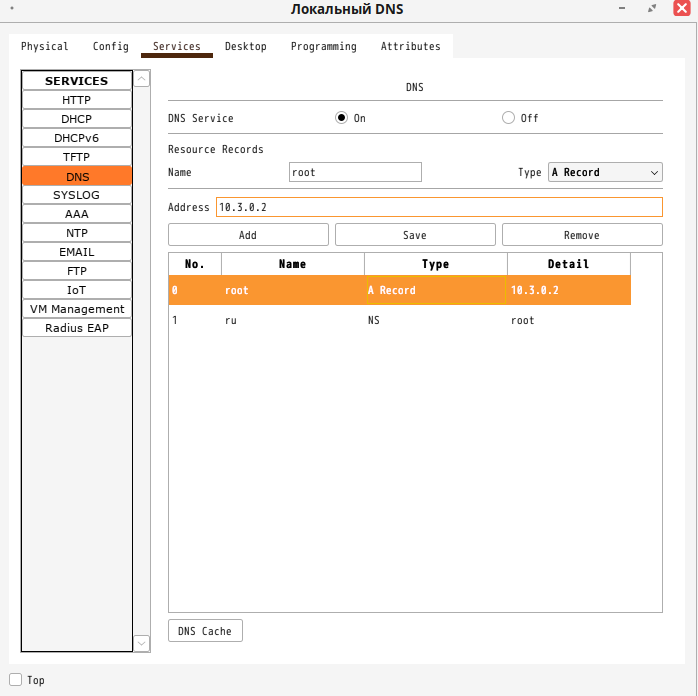 Локальный DNS
Physical Config Services Desktop Programming Attributes
SERVICES
HTTP
DHCP
DHCPv6
TFTP
DNS
SYSLOG
AAA
NTP
EMAIL
FTP
IoT
VM Management
Radius EAP
DNS
DNS Service On Off
Resource Records
Name root Type A Record
Address 10.3.0.2
Add Save Remove
No. Name Type Detail
0 root A Record 10.3.0.2
1 ru NS root
DNS Cache
Top